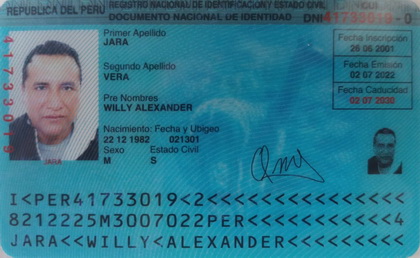 REPUBLICA DEL PERU REGISTRO NACIONAL DE IDENTIFICACION Y ESTADO CIVIL
DOCUMENTO NACIONAL DE IDENTIDAD DNI 41733019 - 0
41733019
Primer Apellido
JARA
Segundo Apellido
VERA
Pre Nombres
WILLY ALEXANDER
Nacimiento: Fecha y Ubigeo
22 12 1982 021301
Sexo Estado Civil
M S
Fecha Inscripción
26 06 2001
Fecha Emisión
02 07 2022
Fecha Caducidad
02 07 2030
JARA
I<PER41733019<2<<<<<<<<<<<<<<<
8212225M3007022PER<<<<<<<<<<<4
JARA<<WILLY<ALEXANDER<<<<<<<<<